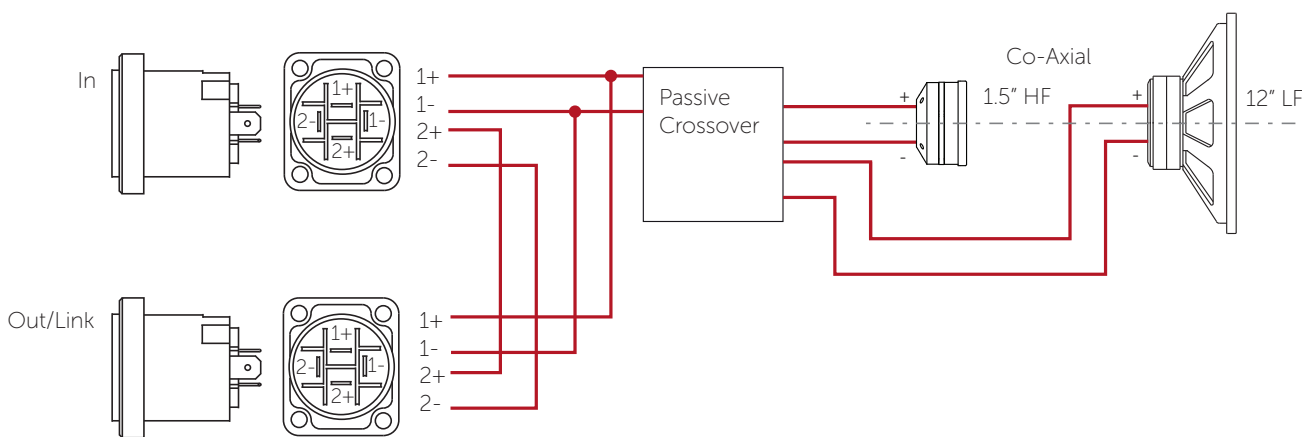 In
1+
2-
1-
2+
1+
1-
2+
2-
Passive
Crossover
+
-
Co-Axial
1.5” HF
+
-
12” LF
Out/Link
1+
2-
1-
2+
1+
1-
2+
2-